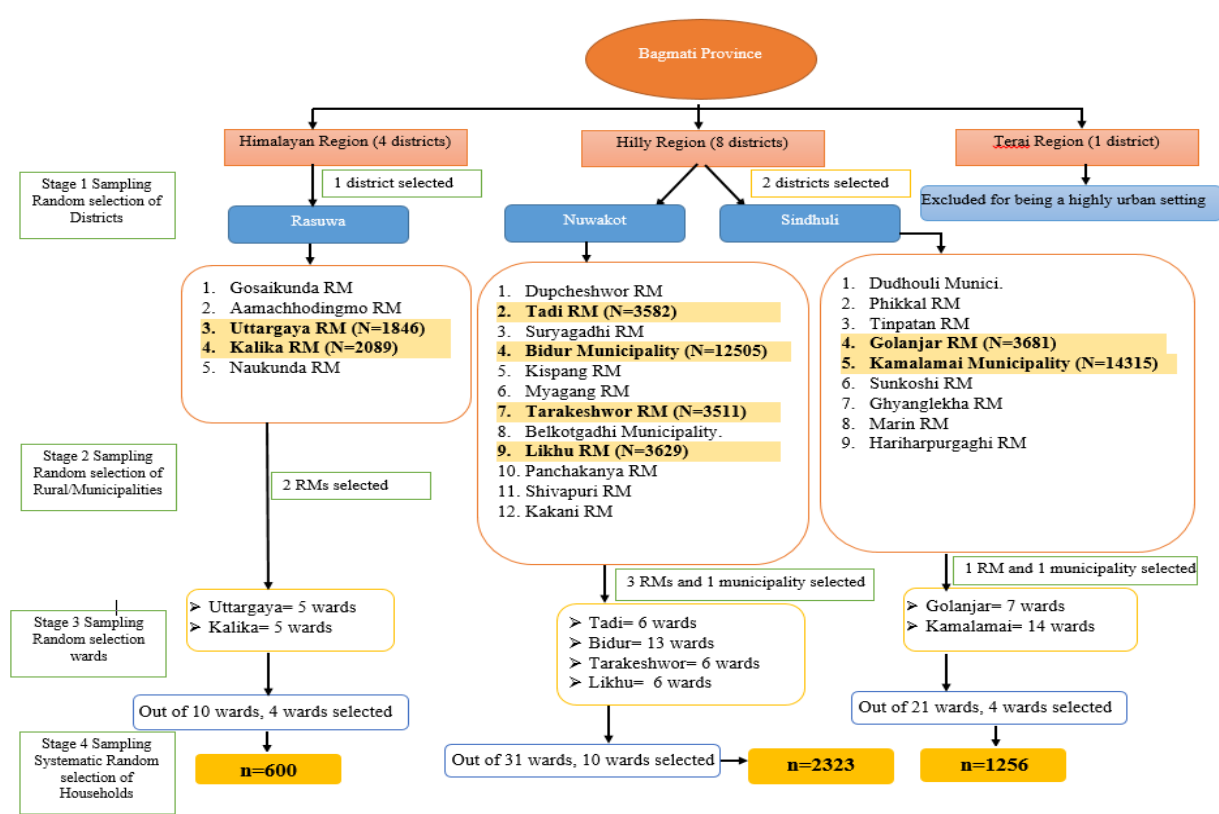 Bagmati Province
Himalayan Region (4 districts)
Hilly Region (8 districts)
Terai Region (1 district)
Stage 1 Sampling
Random selection of
Districts
1 district selected
2 districts selected
Excluded for being a highly urban setting
Rasuwa
Nuwakot
Sindhuli
1. Gosaikunda RM
2. Aamachhodingmo RM
3. Uttargaya RM (N=1846)
4. Kalika RM (N=2089)
5. Naukunda RM
1. Dupcheshwor RM
2. Tadi RM (N=3582)
3. Suryagadhi RM
4. Bidur Municipality (N=12505)
5. Kispang RM
6. Myagang RM
7. Tarakeshwor RM (N=3511)
8. Belkotgadhi Municipality.
9. Likhu RM (N=3629)
10. Panchakanya RM
11. Shivapuri RM
12. Kakani RM
1. Dudhouli Munici.
2. Phikkal RM
3. Tinpatan RM
4. Golanjar RM (N=3681)
5. Kamalamai Municipality (N=14315)
6. Sunkoshi RM
7. Ghyanglekha RM
8. Marin RM
9. Hariharpurgaghi RM
Stage 2 Sampling
Random selection of
Rural/Municipalities
2 RMs selected
3 RMs and 1 municipality selected
1 RM and 1 municipality selected
Stage 3 Sampling
Random selection
wards
➢ Uttargaya= 5 wards
➢ Kalika= 5 wards
➢ Tadi= 6 wards
➢ Bidur= 13 wards
➢ Tarakeshwor= 6 wards
➢ Likhu= 6 wards
➢ Golanjar= 7 wards
➢ Kamalamai= 14 wards
Out of 10 wards, 4 wards selected
Out of 31 wards, 10 wards selected
Out of 21 wards, 4 wards selected
Stage 4 Sampling
Systematic Random
selection of
Households
n=600
n=2323
n=1256